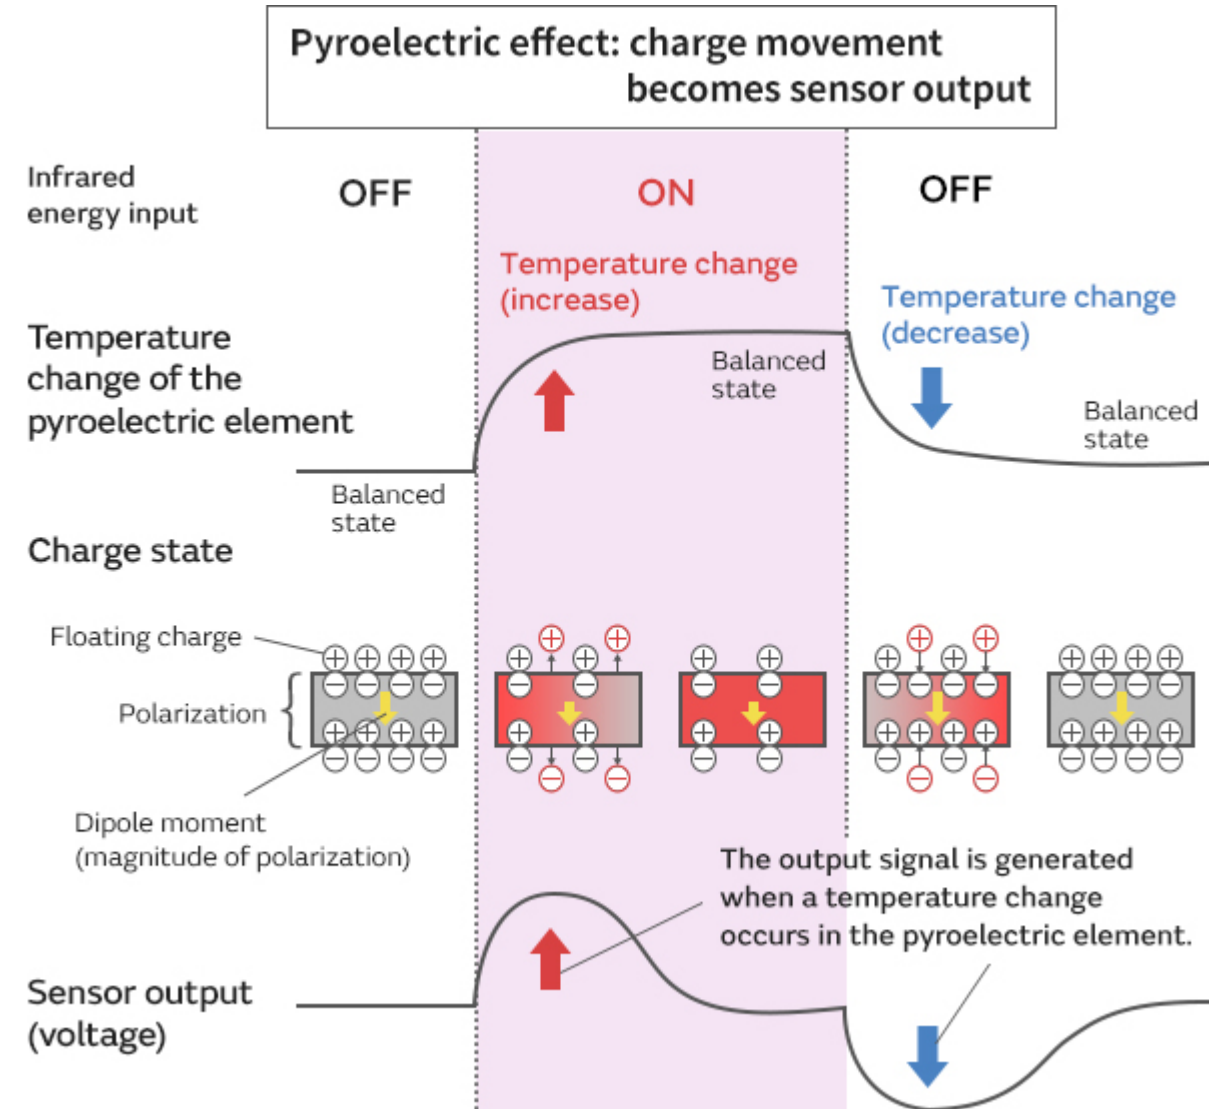 Pyroelectric effect: charge movement
becomes sensor output
Infrared
energy input
OFF
ON
OFF
Temperature change
(increase)
Temperature change
(decrease)
Temperature
change of the
pyroelectric element
Balanced
state
Balanced
state
Balanced
state
Charge state
Floating charge
Polarization
Dipole moment
(magnitude of polarization)
The output signal is generated
when a temperature change
occurs in the pyroelectric element.
Sensor output
(voltage)